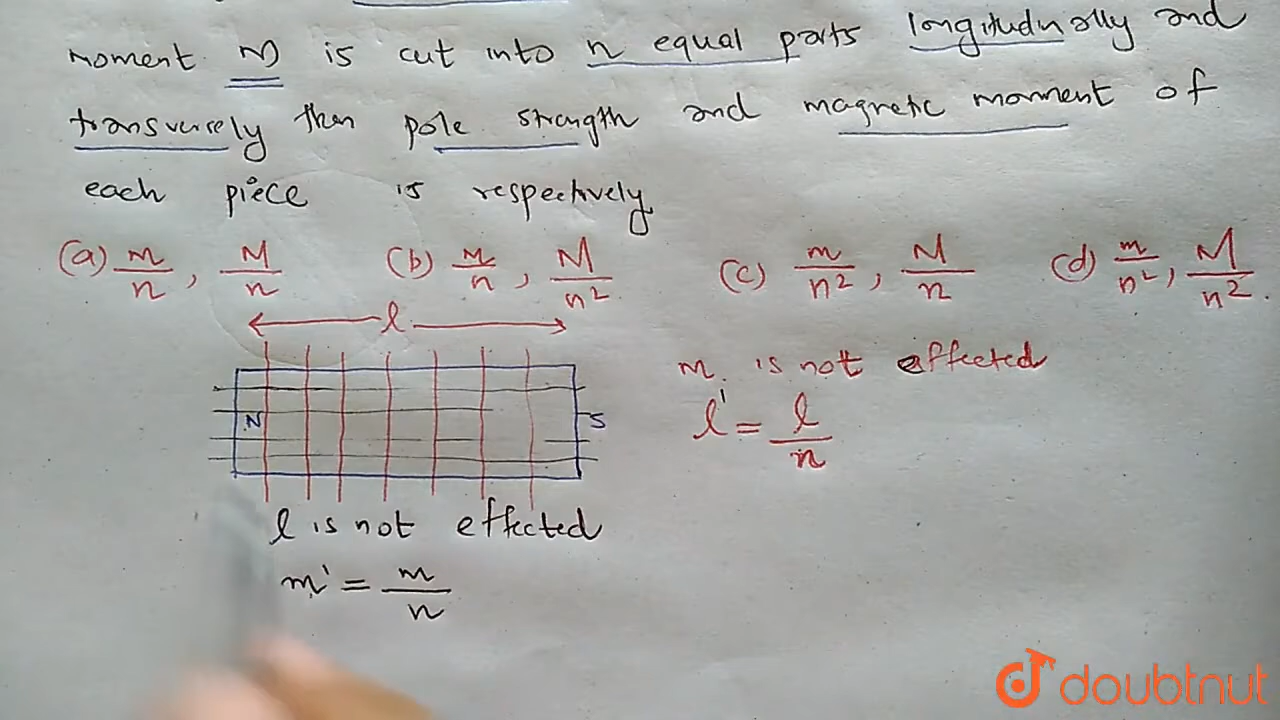 moment M is cut into n equal parts longitudnally and
transversely then pole strength and magnetic moment of
each piece is respectively
(a) m/n, M/n (b) m/n, M/n² (c) m/n², M/n (d) m/n², M/n².
l
m is not effected
l' = l/n
N S
l is not effected
m' = m/n
doubtnut